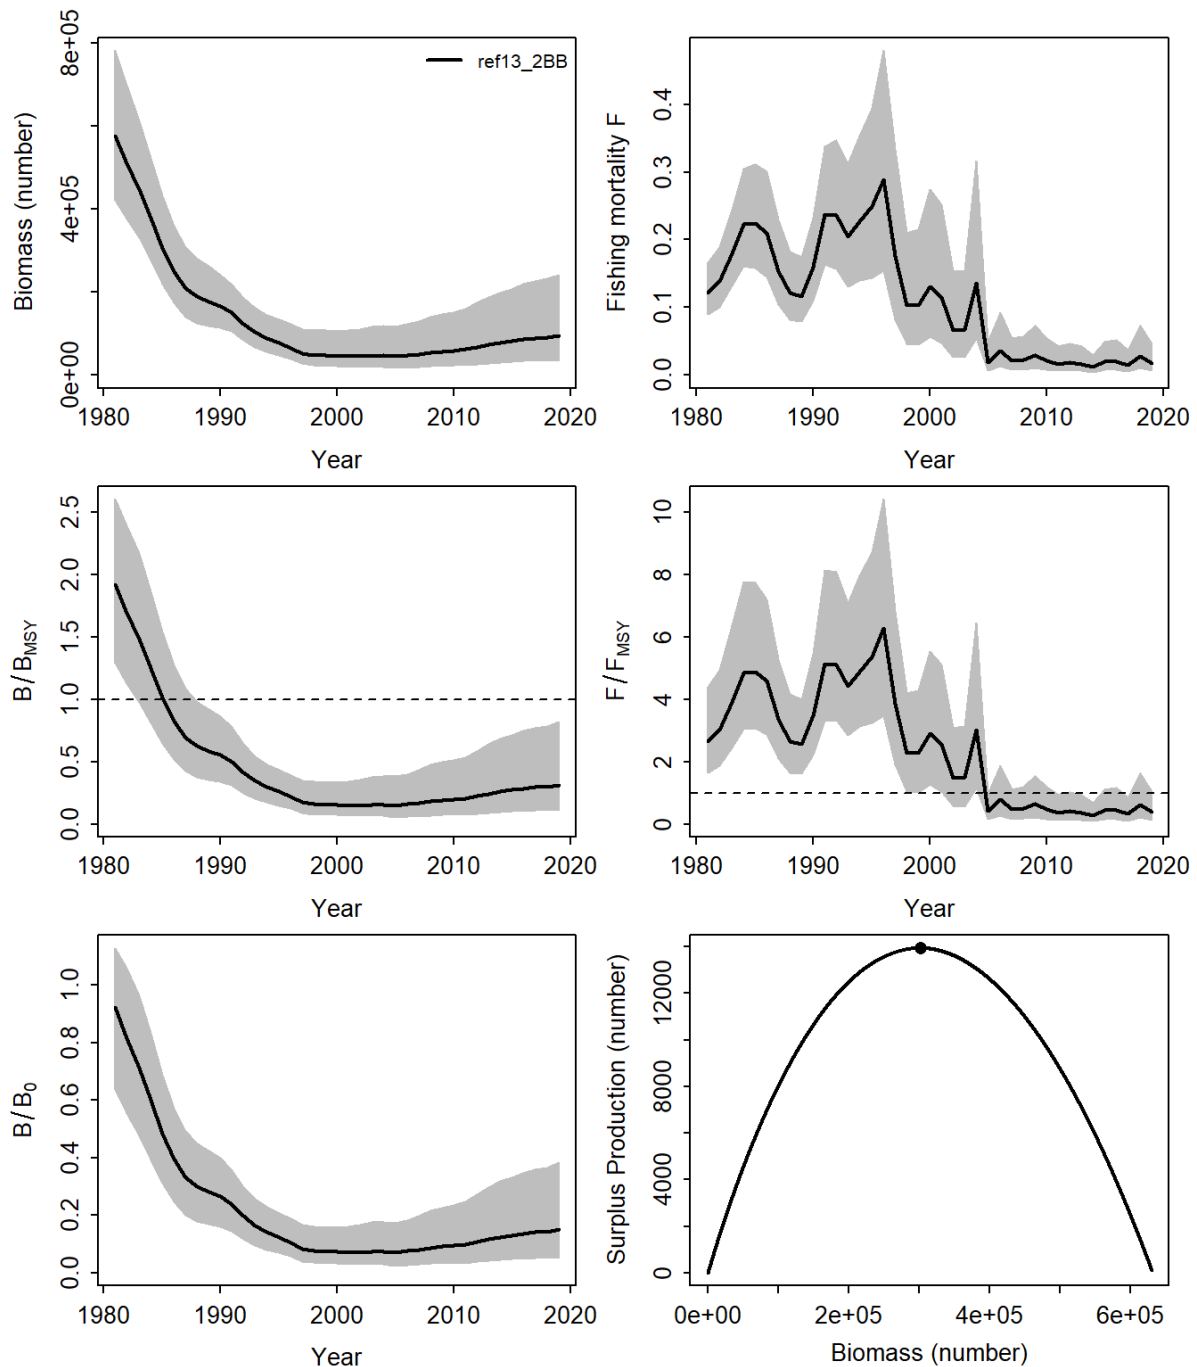 Biomass (number)
8e+05
4e+05
0e+00
ref13_2BB
1980 1990 2000 2010 2020
Year
Fishing mortality F
0.4
0.3
0.2
0.1
0.0
1980 1990 2000 2010 2020
Year
B/B_MSY
2.5
2.0
1.5
1.0
0.5
0.0
1980 1990 2000 2010 2020
Year
F/F_MSY
10
8
6
4
2
0
1980 1990 2000 2010 2020
Year
B/B_0
1.0
0.8
0.6
0.4
0.2
0.0
1980 1990 2000 2010 2020
Year
Surplus Production (number)
12000
8000
4000
0
0e+00 2e+05 4e+05 6e+05
Biomass (number)